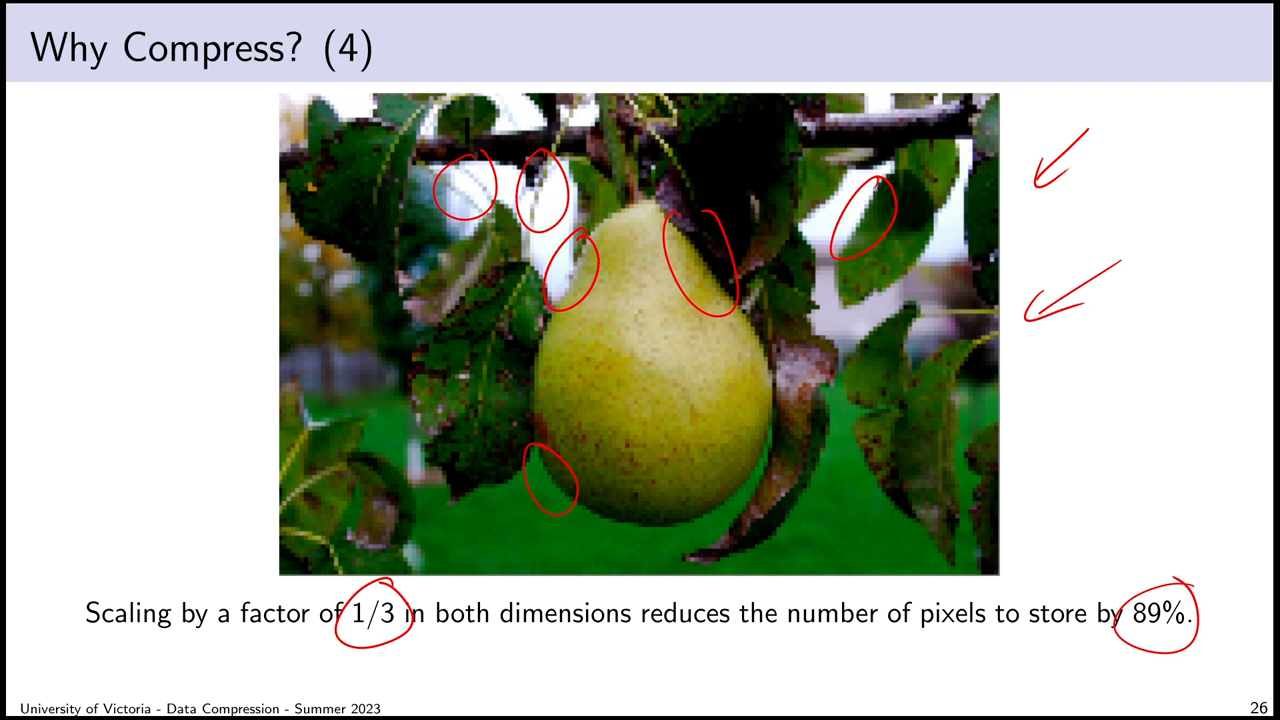 Why Compress? (4)
Scaling by a factor of 1/3 in both dimensions reduces the number of pixels to store by 89%.
University of Victoria - Data Compression - Summer 2023
26